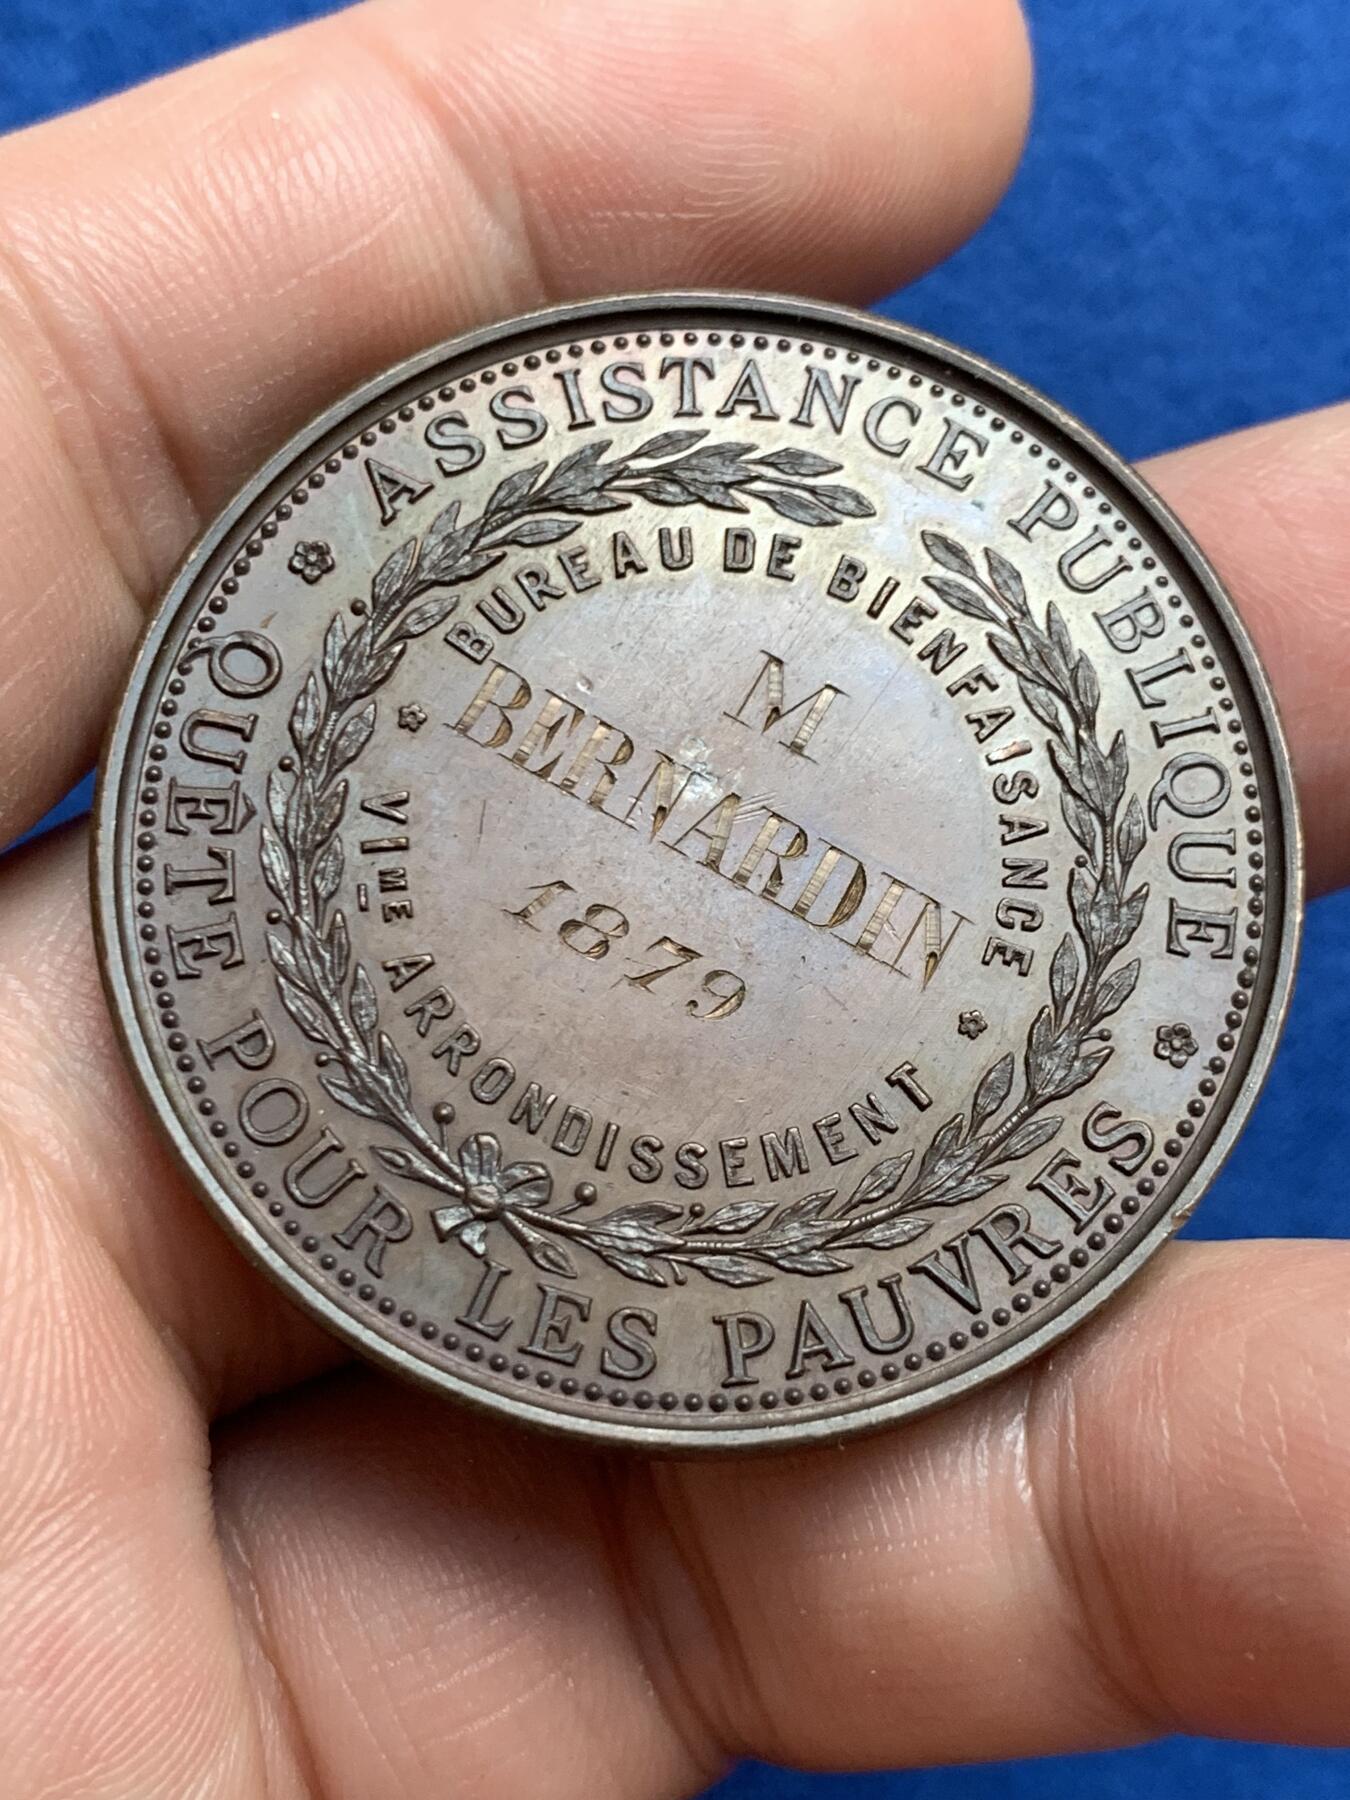 ASSISTANCE PUBLIQUE
QUÊTE POUR LES PAUVRES
BUREAU DE BIENFAISANCE
VIME ARRONDISSEMENT
M
BERNARDIN
1879